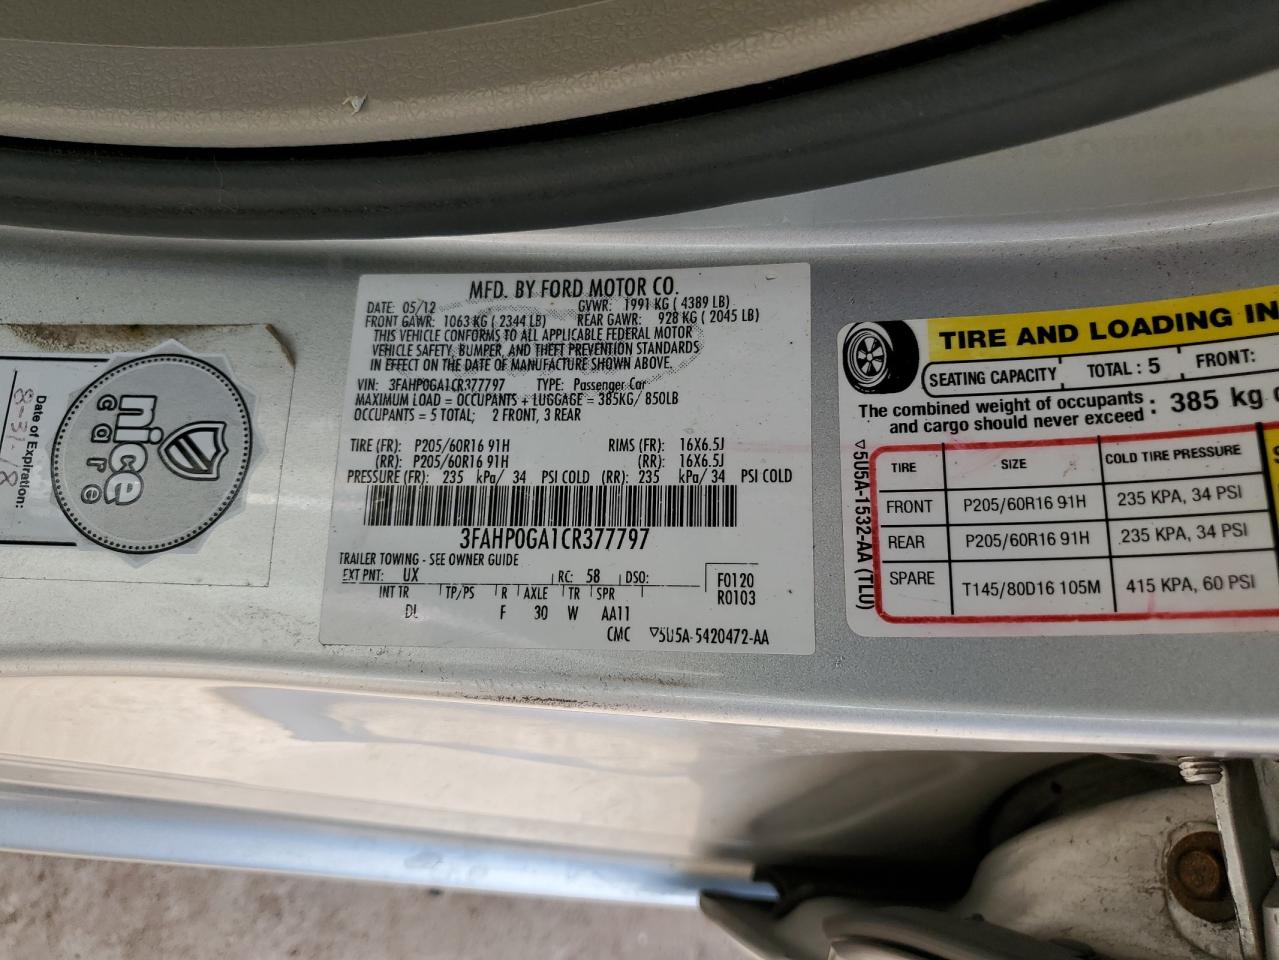 MFD. BY FORD MOTOR CO.
DATE: 05/12 GVWR: 1991 KG ( 4389 LB)
FRONT GAWR: 1063 KG ( 2344 LB) REAR GAWR: 928 KG ( 2045 LB)
THIS VEHICLE CONFORMS TO ALL APPLICABLE FEDERAL MOTOR
VEHICLE SAFETY, BUMPER, AND THEFT PREVENTION STANDARDS
IN EFFECT ON THE DATE OF MANUFACTURE SHOWN ABOVE.
VIN: 3FAHP0GA1CR377797 TYPE: Passenger Car
MAXIMUM LOAD = OCCUPANTS + LUGGAGE = 385KG/ 850LB
OCCUPANTS = 5 TOTAL; 2 FRONT, 3 REAR
TIRE (FR): P205/60R16 91H RIMS (FR): 16X6.5J
(RR): P205/60R16 91H (RR): 16X6.5J
PRESSURE (FR): 235 kPa/ 34 PSI COLD (RR): 235 kPa/ 34 PSI COLD
3FAHP0GA1CR377797
TRAILER TOWING - SEE OWNER GUIDE
EXT PNT: UX RC: 58 DSO: F0120
R0103
INT TR TP/PS R AXLE TR SPR
DL F 30 W AA11
CMC ▽5U5A-5420472-AA
nice
Care
Date of Expiration:
8-31-18
TIRE AND LOADING IN
SEATING CAPACITY TOTAL : 5 FRONT:
The combined weight of occupants
and cargo should never exceed : 385 kg
▽5U5A-1532-AA (TLU)
TIRE SIZE COLD TIRE PRESSURE
FRONT P205/60R16 91H 235 KPA, 34 PSI
REAR P205/60R16 91H 235 KPA, 34 PSI
SPARE T145/80D16 105M 415 KPA, 60 PSI